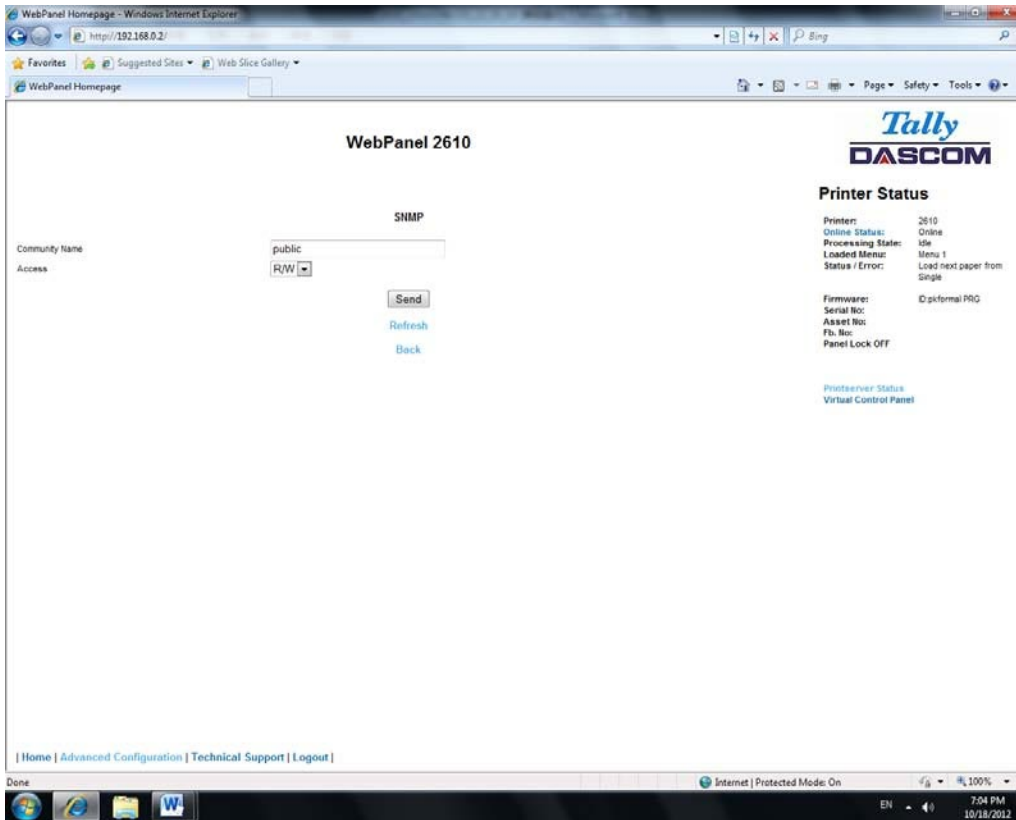 WebPanel Homepage - Windows Internet Explorer
http://192.168.0.2/
Bing
Favorites
Suggested Sites
Web Slice Gallery
WebPanel Homepage
Page
Safety
Tools
WebPanel 2610
Tally
DASCOM
SNMP
Community Name
public
Access
R/W
Send
Refresh
Back
Printer Status
Printer: 2610
Online Status: Online
Processing State: Idle
Loaded Menu: Menu 1
Status / Error: Load next paper from
Single
Firmware: ID:pkformal PRG
Serial No:
Asset No:
Fb. No:
Panel Lock OFF
Printserver Status
Virtual Control Panel
| Home | Advanced Configuration | Technical Support | Logout |
Done
Internet | Protected Mode: On
100%
W
EN
7:04 PM
10/18/2012